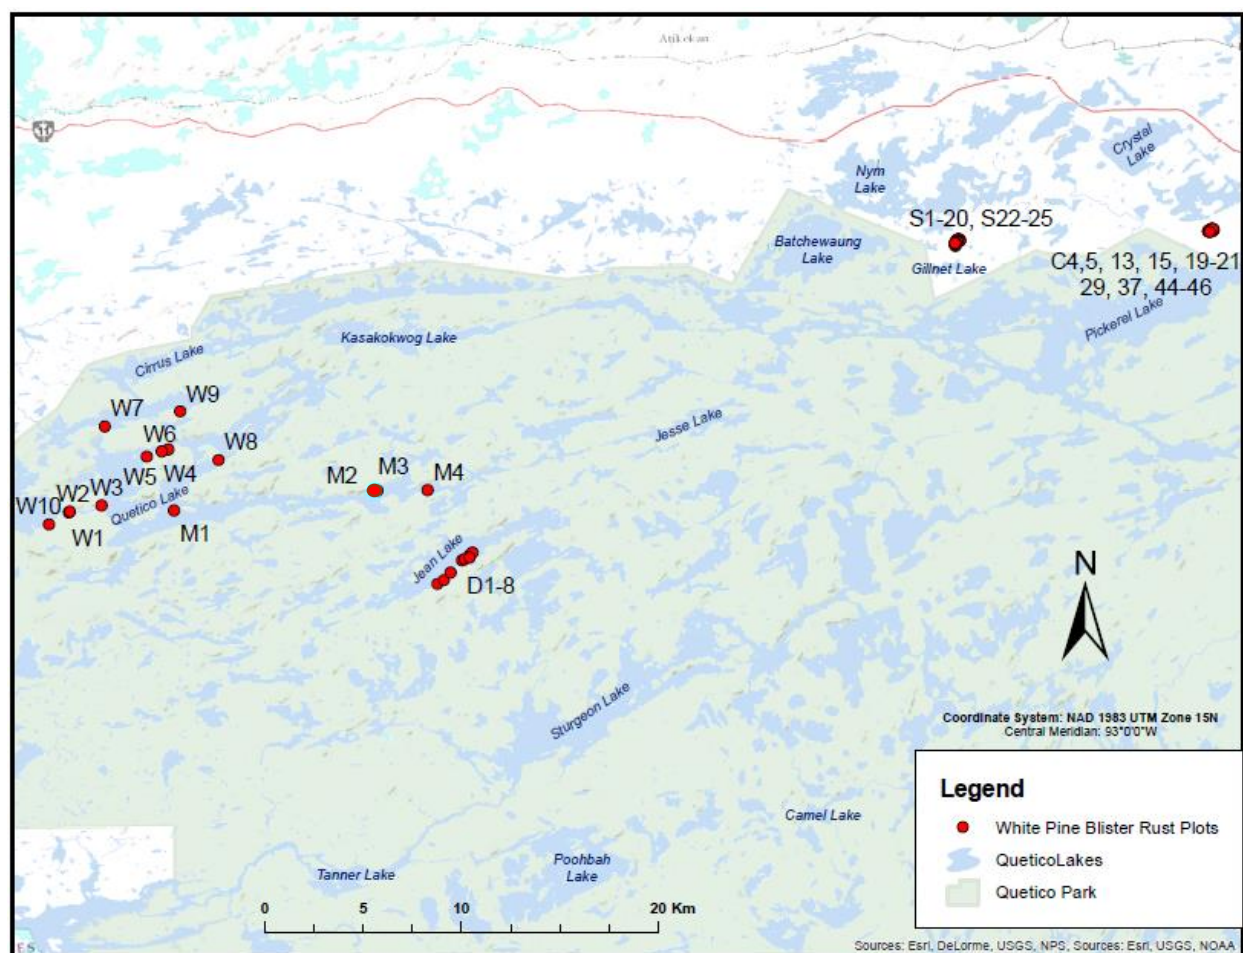 Atikokan
11
Crystal
Lake
Nym
Lake
S1-20, S22-25
Batchewaung
Lake
Gillnet Lake
C4,5, 13, 15, 19-21
29, 37, 44-46
Pickerel Lake
Kasakokwog Lake
Cirrus Lake
W9
W7
W6
W8
Jesse Lake
W5
W4
M2
M3
M4
W10
W2
W3
Quetico Lake
W1
M1
Jean Lake
D1-8
N
Sturgeon Lake
Coordinate System: NAD 1983 UTM Zone 15N
Central Meridian: 93°0'0"W
Legend
White Pine Blister Rust Plots
QueticoLakes
Quetico Park
Camel Lake
Poohbah
Lake
Tanner Lake
0 5 10 20 Km
Sources: Esri, DeLorme, USGS, NPS, Sources: Esri, USGS, NOAA